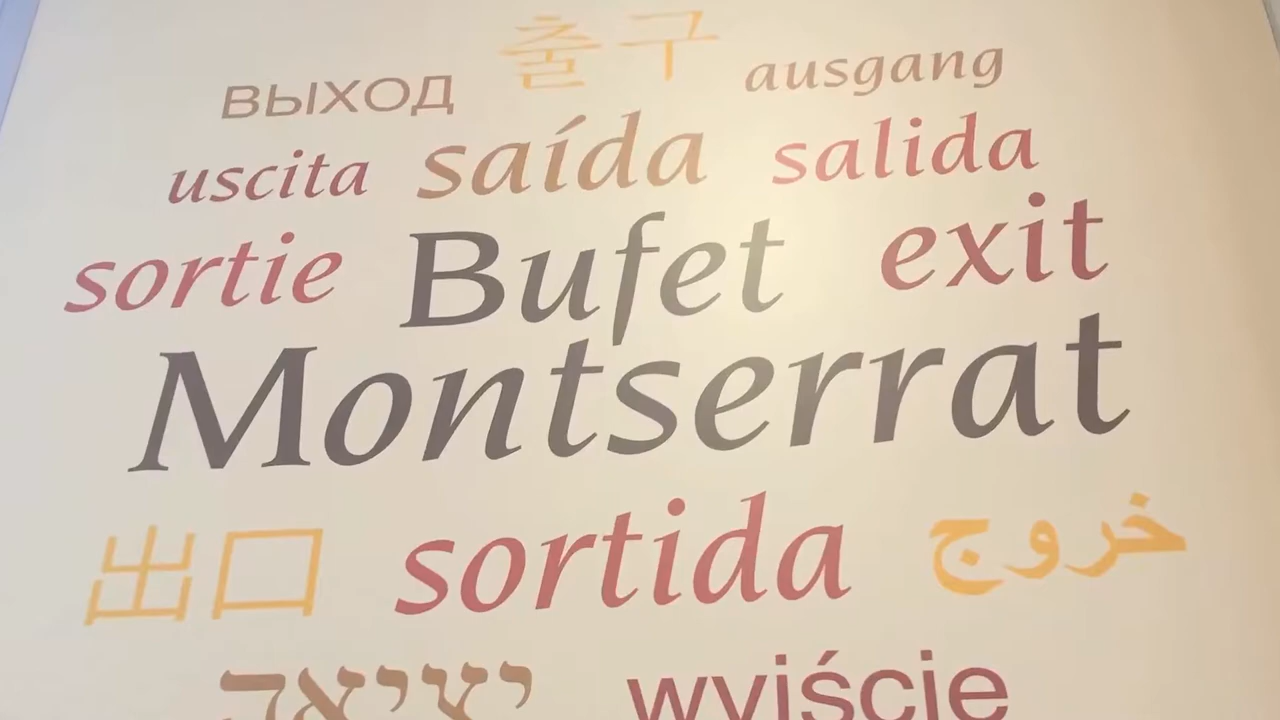 출구
выход ausgang
uscita saída salida
sortie Bufet exit
Montserrat
出口 sortida خروج
יציאה wyjście